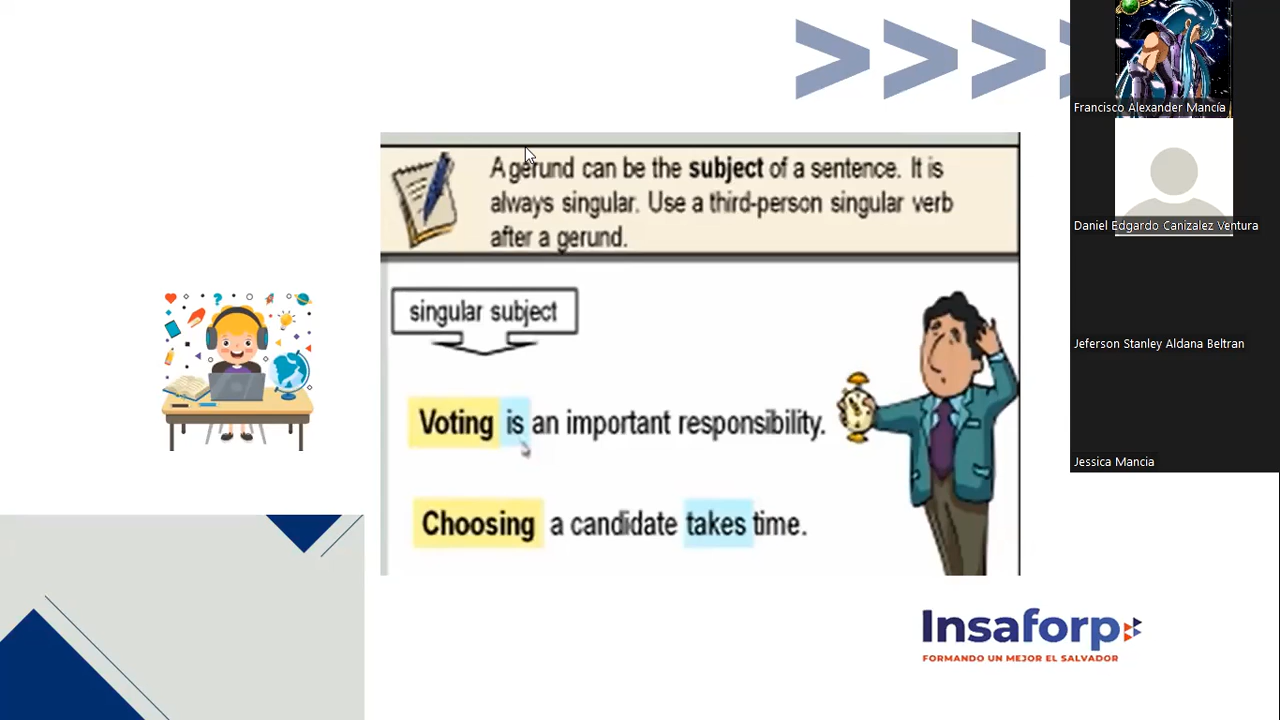 A gerund can be the subject of a sentence. It is
always singular. Use a third-person singular verb
after a gerund.
singular subject
Voting is an important responsibility.
Choosing a candidate takes time.
Insaforp
FORMANDO UN MEJOR EL SALVADOR
Francisco Alexander Mancía
Daniel Edgardo Canizalez Ventura
Jeferson Stanley Aldana Beltran
Jessica Mancia